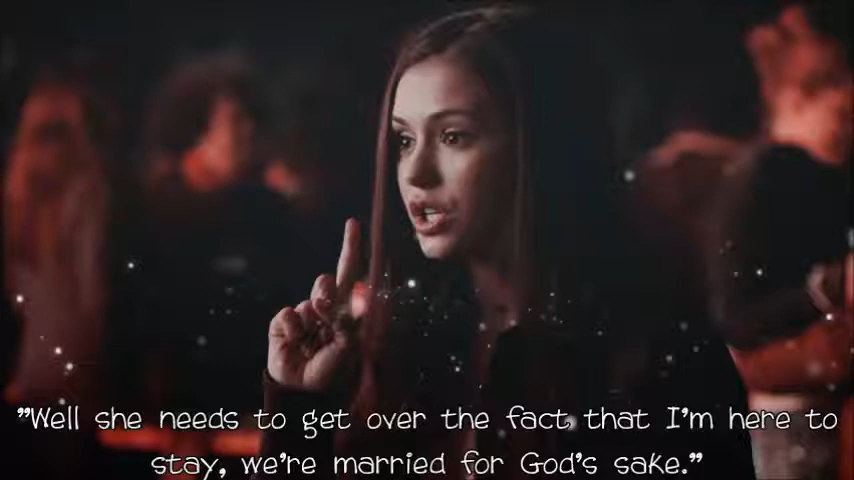 "Well she needs to get over the fact that I'm here to
stay, we're married for God's sake."